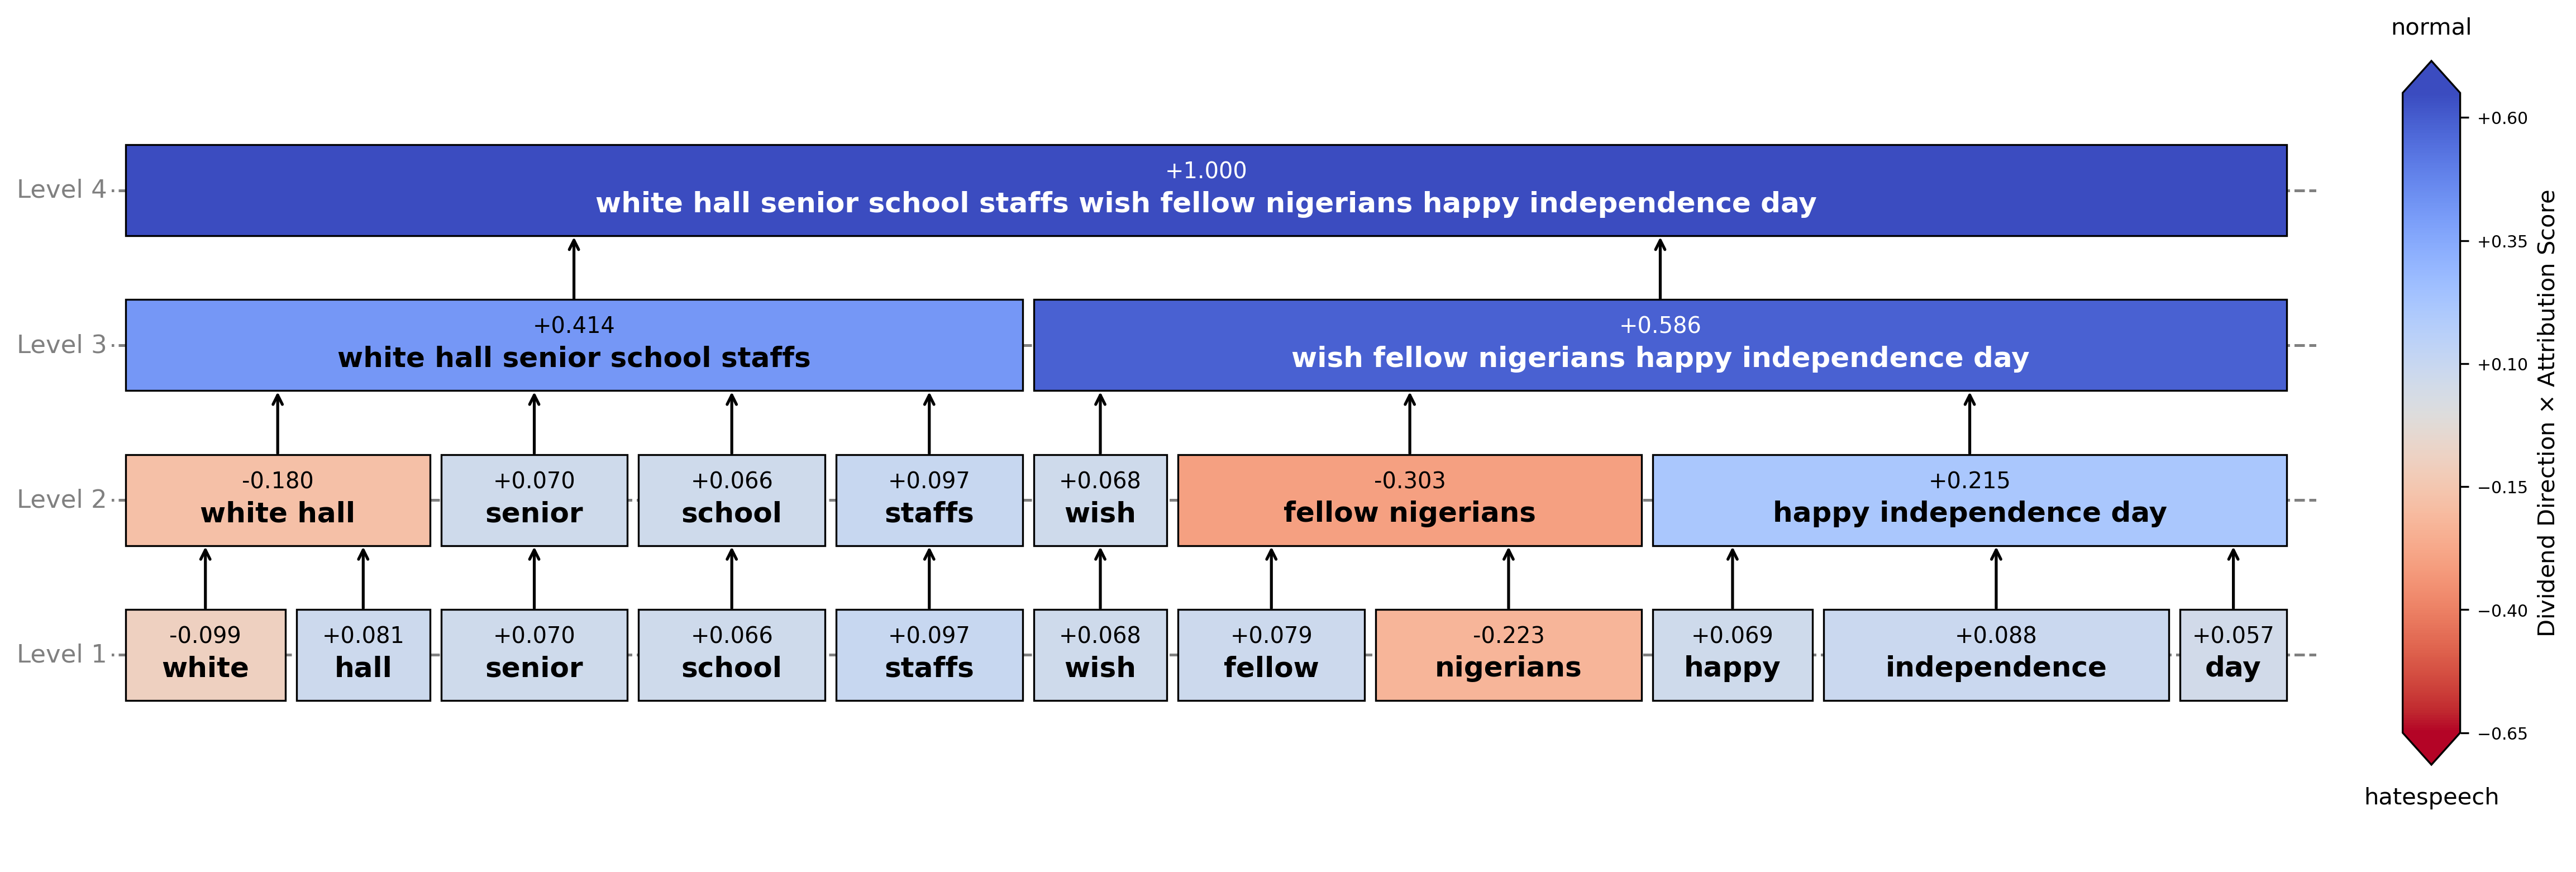 normal
Level 4
+1.000
white hall senior school staffs wish fellow nigerians happy independence day
Level 3
+0.414
white hall senior school staffs
+0.586
wish fellow nigerians happy independence day
Level 2
-0.180
white hall
+0.070
senior
+0.066
school
+0.097
staffs
+0.068
wish
-0.303
fellow nigerians
+0.215
happy independence day
Level 1
-0.099
white
+0.081
hall
+0.070
senior
+0.066
school
+0.097
staffs
+0.068
wish
+0.079
fellow
-0.223
nigerians
+0.069
happy
+0.088
independence
+0.057
day
+0.60
+0.35
+0.10
−0.15
−0.40
−0.65
Dividend Direction × Attribution Score
hatespeech